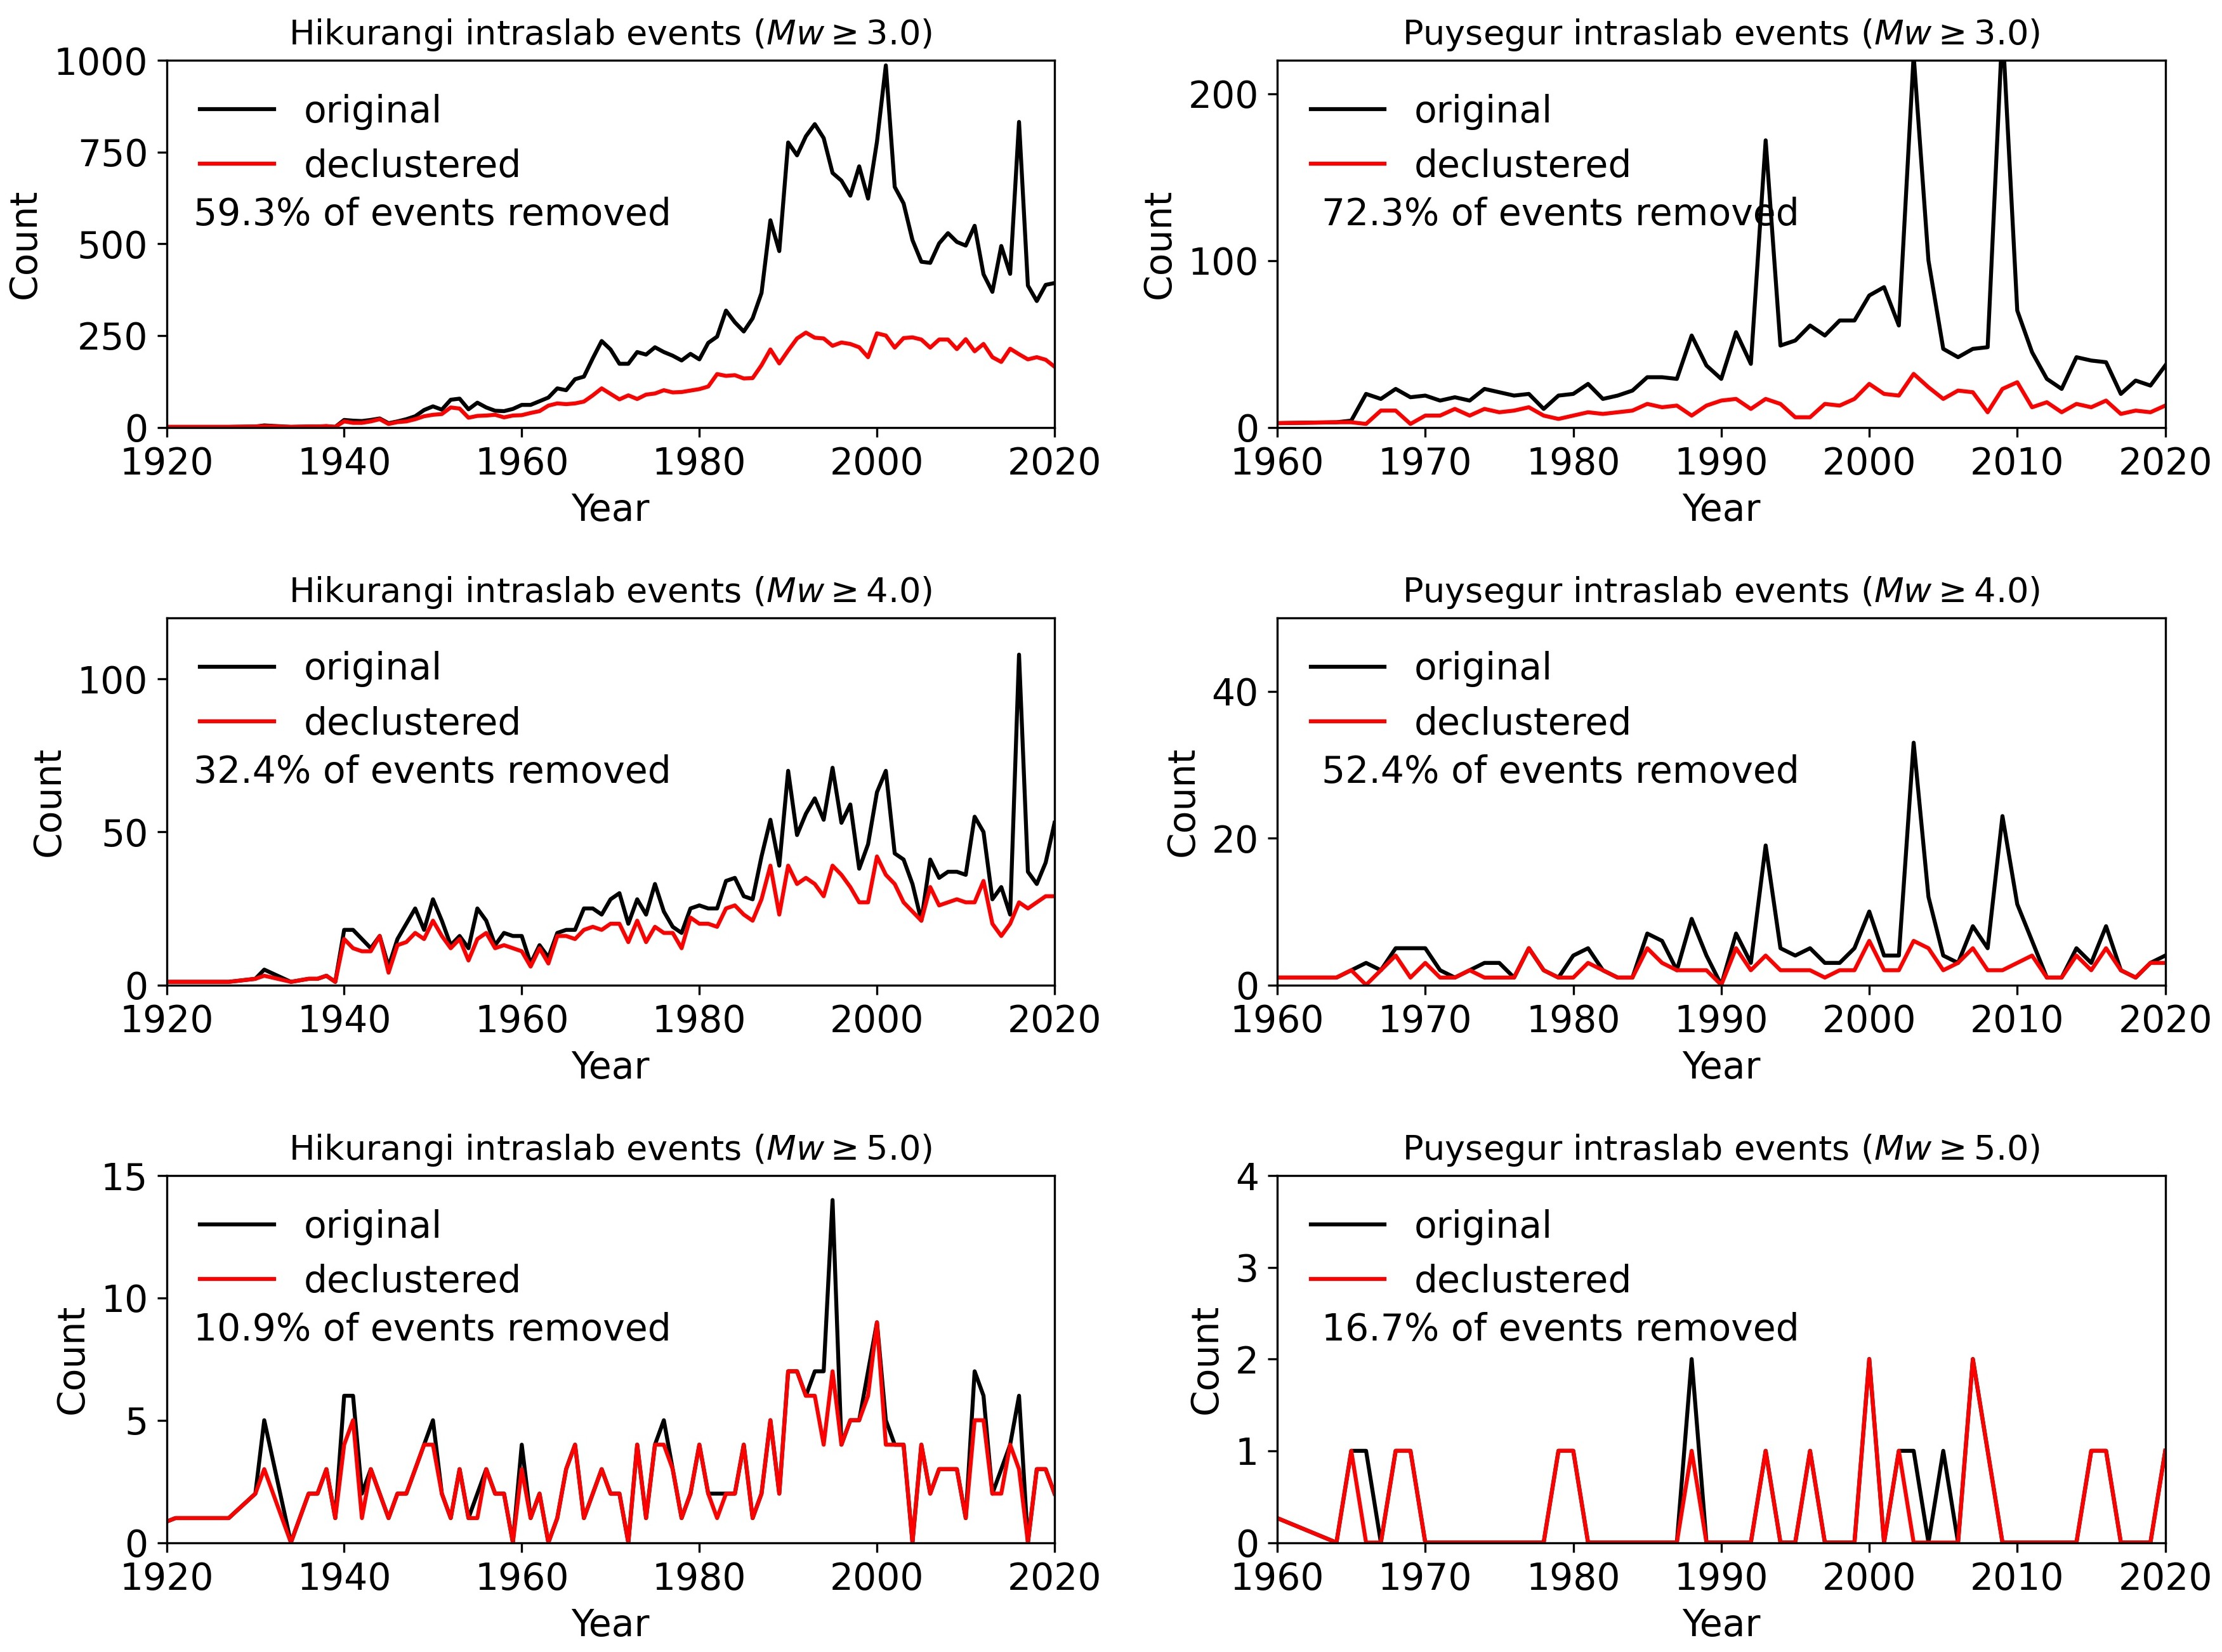 Hikurangi intraslab events (Mw ≥ 3.0)
1000
750
500
250
0
Count
original
declustered
59.3% of events removed
1920 1940 1960 1980 2000 2020
Year
Puysegur intraslab events (Mw ≥ 3.0)
200
100
0
Count
original
declustered
72.3% of events removed
1960 1970 1980 1990 2000 2010 2020
Year
Hikurangi intraslab events (Mw ≥ 4.0)
100
50
0
Count
original
declustered
32.4% of events removed
1920 1940 1960 1980 2000 2020
Year
Puysegur intraslab events (Mw ≥ 4.0)
40
20
0
Count
original
declustered
52.4% of events removed
1960 1970 1980 1990 2000 2010 2020
Year
Hikurangi intraslab events (Mw ≥ 5.0)
15
10
5
0
Count
original
declustered
10.9% of events removed
1920 1940 1960 1980 2000 2020
Year
Puysegur intraslab events (Mw ≥ 5.0)
4
3
2
1
0
Count
original
declustered
16.7% of events removed
1960 1970 1980 1990 2000 2010 2020
Year